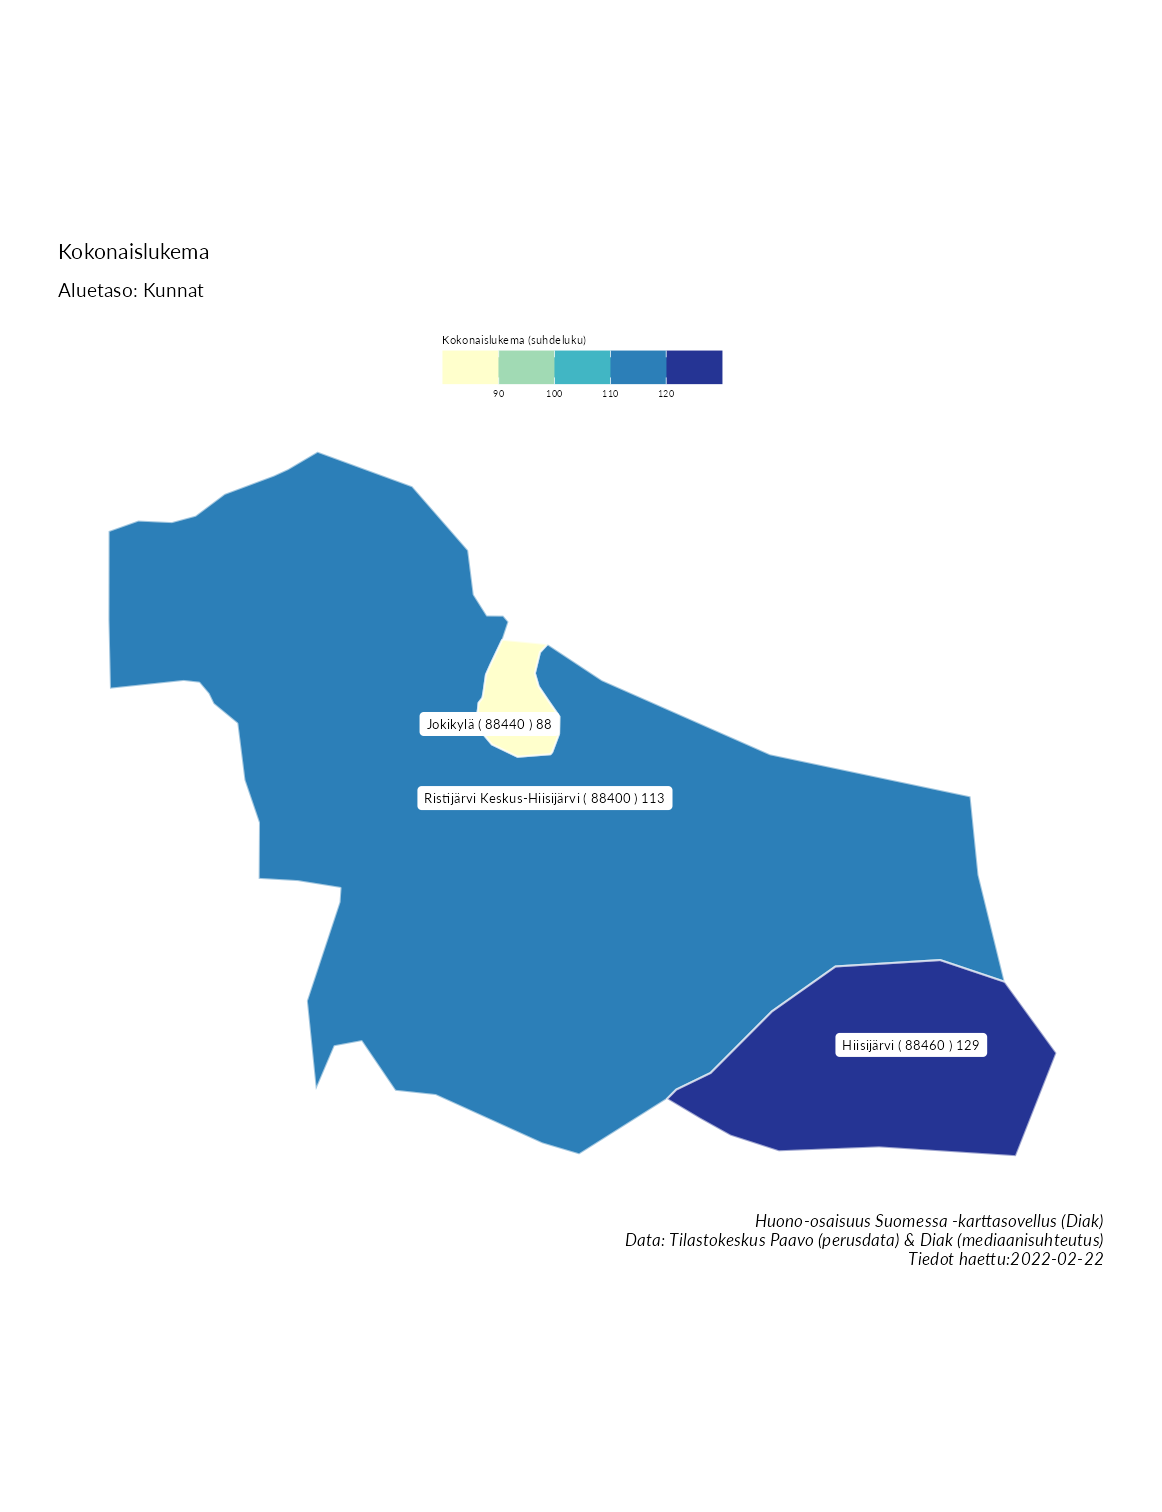 Kokonaislukema
Aluetaso: Kunnat
Kokonaislukema (suhdeluku)
90 100 110 120
Jokikylä ( 88440 ) 88
Ristijärvi Keskus-Hiisijärvi ( 88400 ) 113
Hiisijärvi ( 88460 ) 129
Huono-osaisuus Suomessa -karttasovellus (Diak)
Data: Tilastokeskus Paavo (perusdata) & Diak (mediaanisuhteutus)
Tiedot haettu:2022-02-22